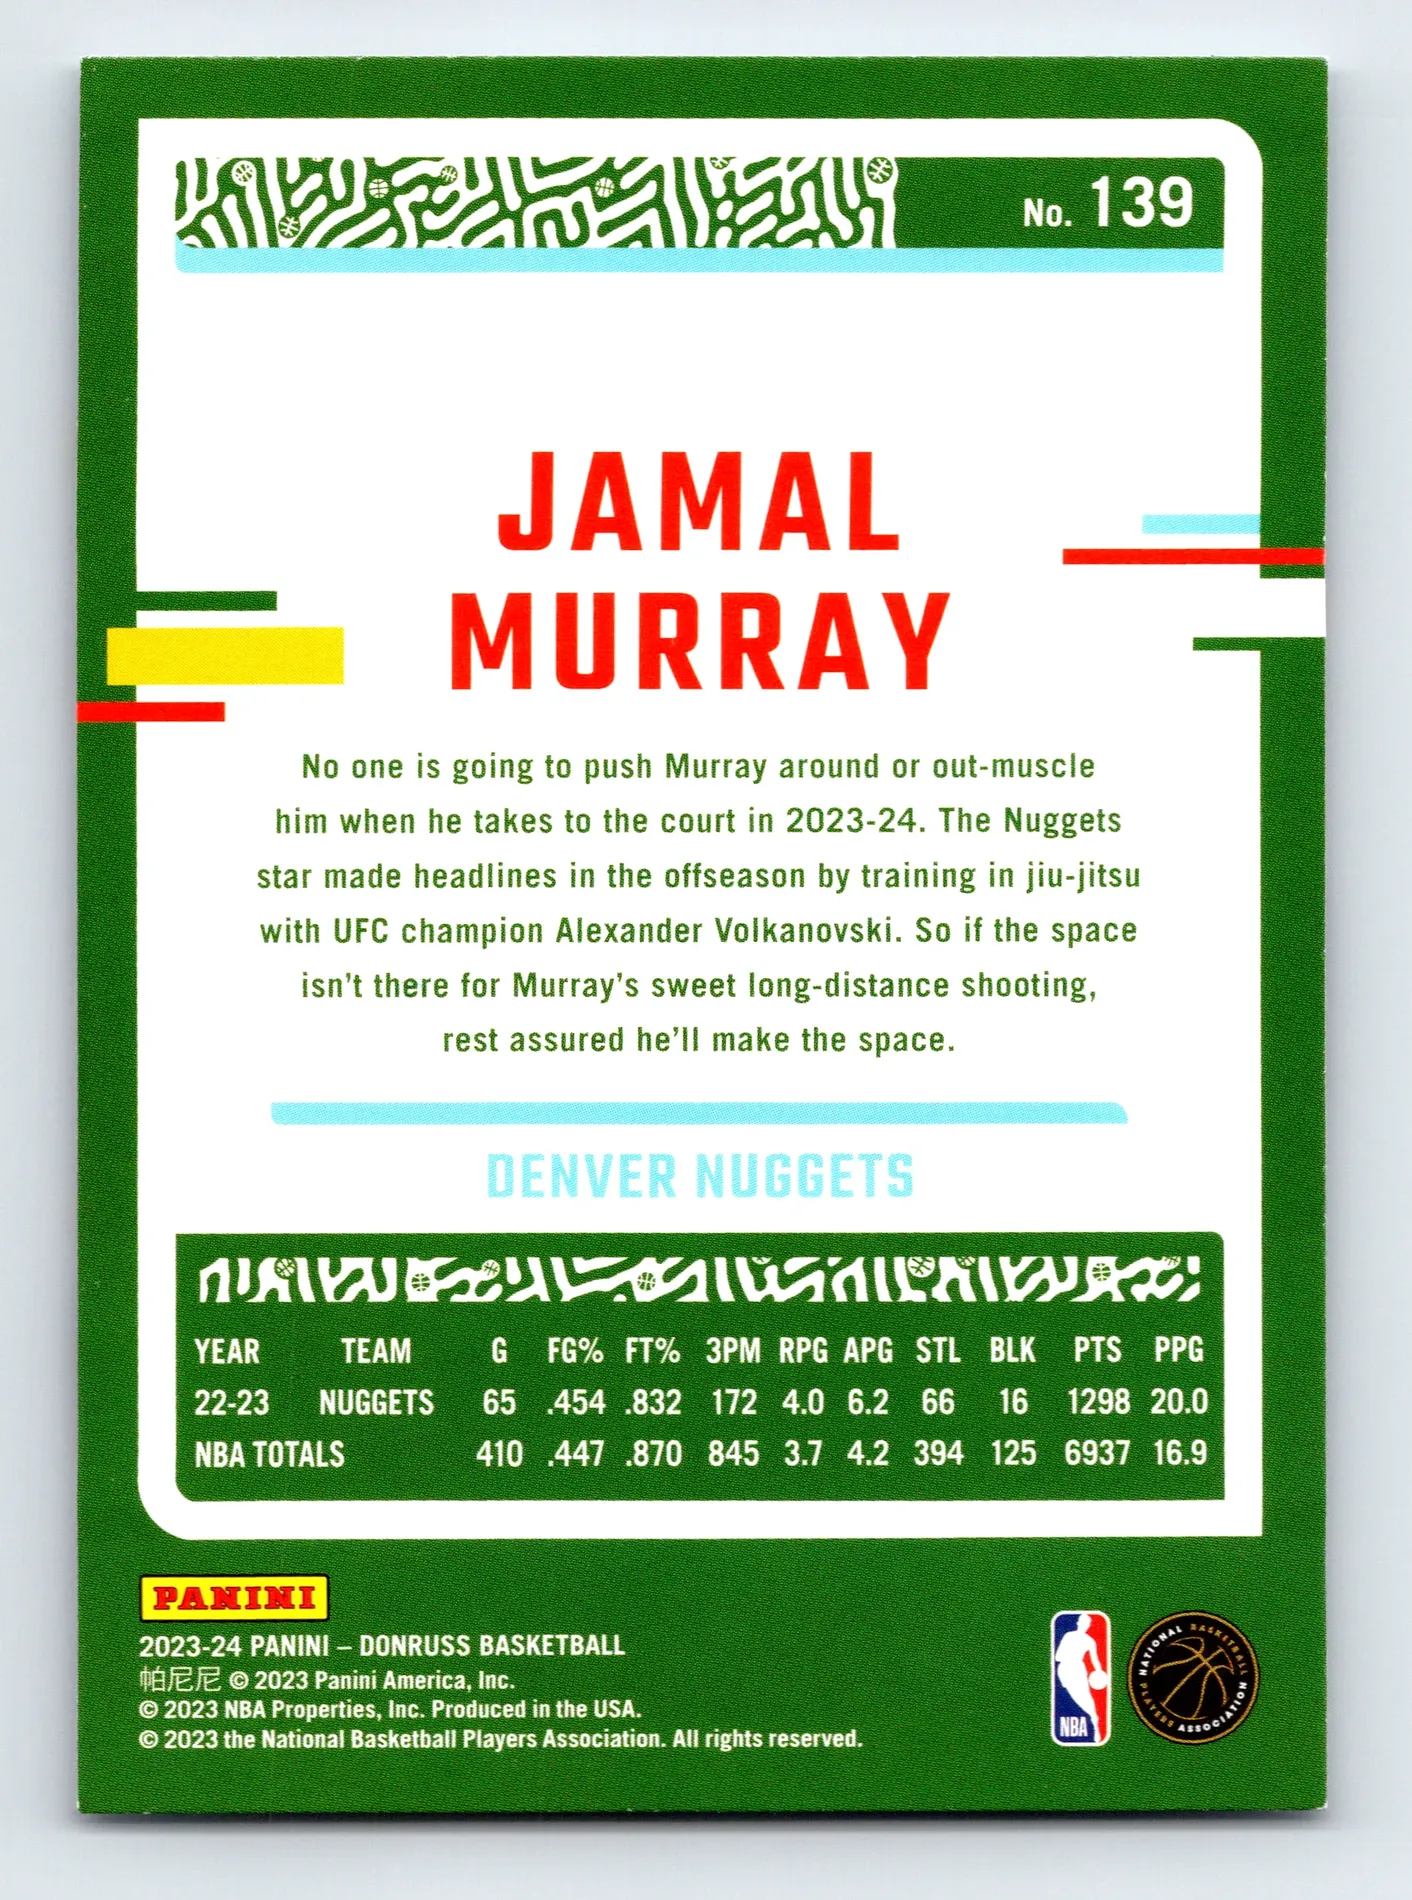 No. 139
JAMAL
MURRAY
No one is going to push Murray around or out-muscle
him when he takes to the court in 2023-24. The Nuggets
star made headlines in the offseason by training in jiu-jitsu
with UFC champion Alexander Volkanovski. So if the space
isn't there for Murray's sweet long-distance shooting,
rest assured he'll make the space.
DENVER NUGGETS
YEAR TEAM G FG% FT% 3PM RPG APG STL BLK PTS PPG
22-23 NUGGETS 65 .454 .832 172 4.0 6.2 66 16 1298 20.0
NBA TOTALS 410 .447 .870 845 3.7 4.2 394 125 6937 16.9
PANINI
2023-24 PANINI – DONRUSS BASKETBALL
帕尼尼 © 2023 Panini America, Inc.
© 2023 NBA Properties, Inc. Produced in the USA.
© 2023 the National Basketball Players Association. All rights reserved.
NBA
NATIONAL BASKETBALL PLAYERS ASSOCIATION